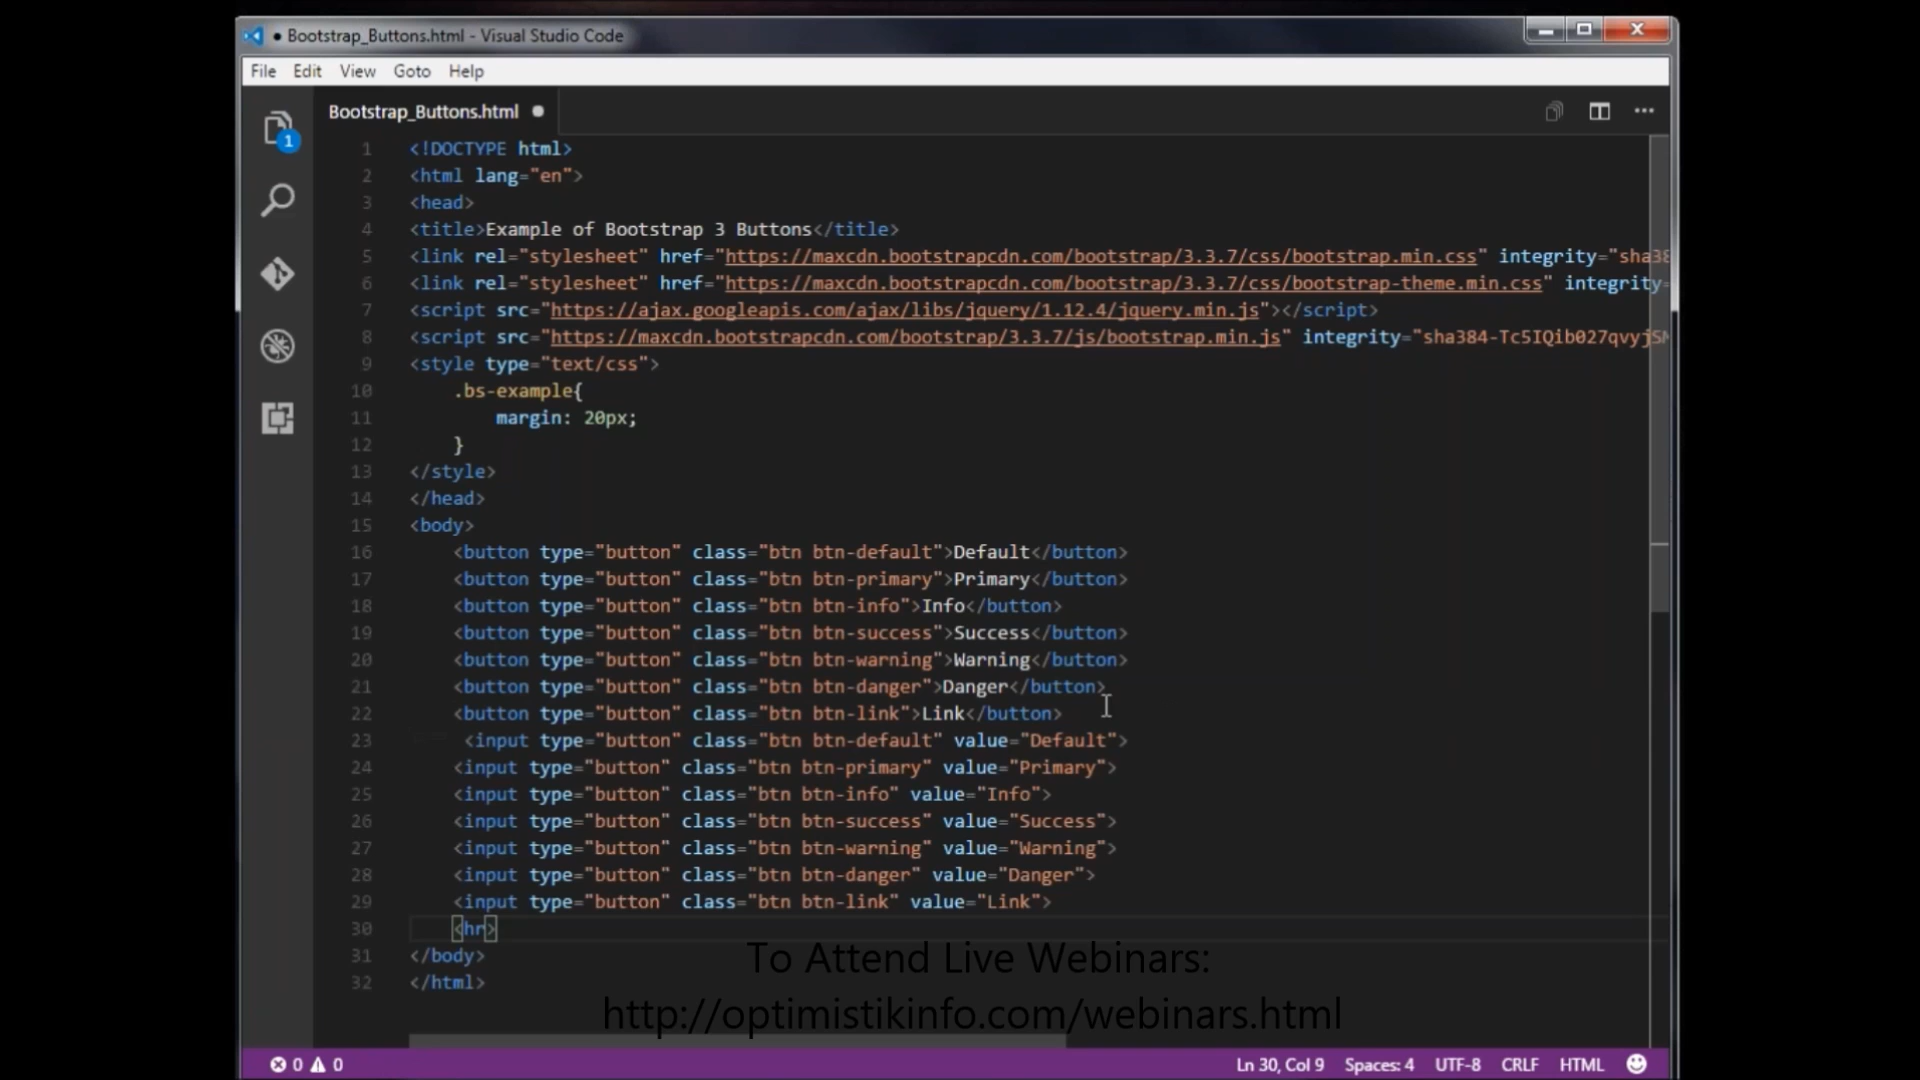 ● Bootstrap_Buttons.html - Visual Studio Code
File Edit View Goto Help
Bootstrap_Buttons.html
1
1 <!DOCTYPE html>
2 <html lang="en">
3 <head>
4 <title>Example of Bootstrap 3 Buttons</title>
5 <link rel="stylesheet" href="https://maxcdn.bootstrapcdn.com/bootstrap/3.3.7/css/bootstrap.min.css" integrity="sha38
6 <link rel="stylesheet" href="https://maxcdn.bootstrapcdn.com/bootstrap/3.3.7/css/bootstrap-theme.min.css" integrity=
7 <script src="https://ajax.googleapis.com/ajax/libs/jquery/1.12.4/jquery.min.js"></script>
8 <script src="https://maxcdn.bootstrapcdn.com/bootstrap/3.3.7/js/bootstrap.min.js" integrity="sha384-Tc5IQib027qvyjS
9 <style type="text/css">
10 .bs-example{
11 margin: 20px;
12 }
13 </style>
14 </head>
15 <body>
16 <button type="button" class="btn btn-default">Default</button>
17 <button type="button" class="btn btn-primary">Primary</button>
18 <button type="button" class="btn btn-info">Info</button>
19 <button type="button" class="btn btn-success">Success</button>
20 <button type="button" class="btn btn-warning">Warning</button>
21 <button type="button" class="btn btn-danger">Danger</button>
22 <button type="button" class="btn btn-link">Link</button>
23 <input type="button" class="btn btn-default" value="Default">
24 <input type="button" class="btn btn-primary" value="Primary">
25 <input type="button" class="btn btn-info" value="Info">
26 <input type="button" class="btn btn-success" value="Success">
27 <input type="button" class="btn btn-warning" value="Warning">
28 <input type="button" class="btn btn-danger" value="Danger">
29 <input type="button" class="btn btn-link" value="Link">
30 <hr>
31 </body>
32 </html>
To Attend Live Webinars:
http://optimistikinfo.com/webinars.html
0 0 Ln 30, Col 9 Spaces: 4 UTF-8 CRLF HTML